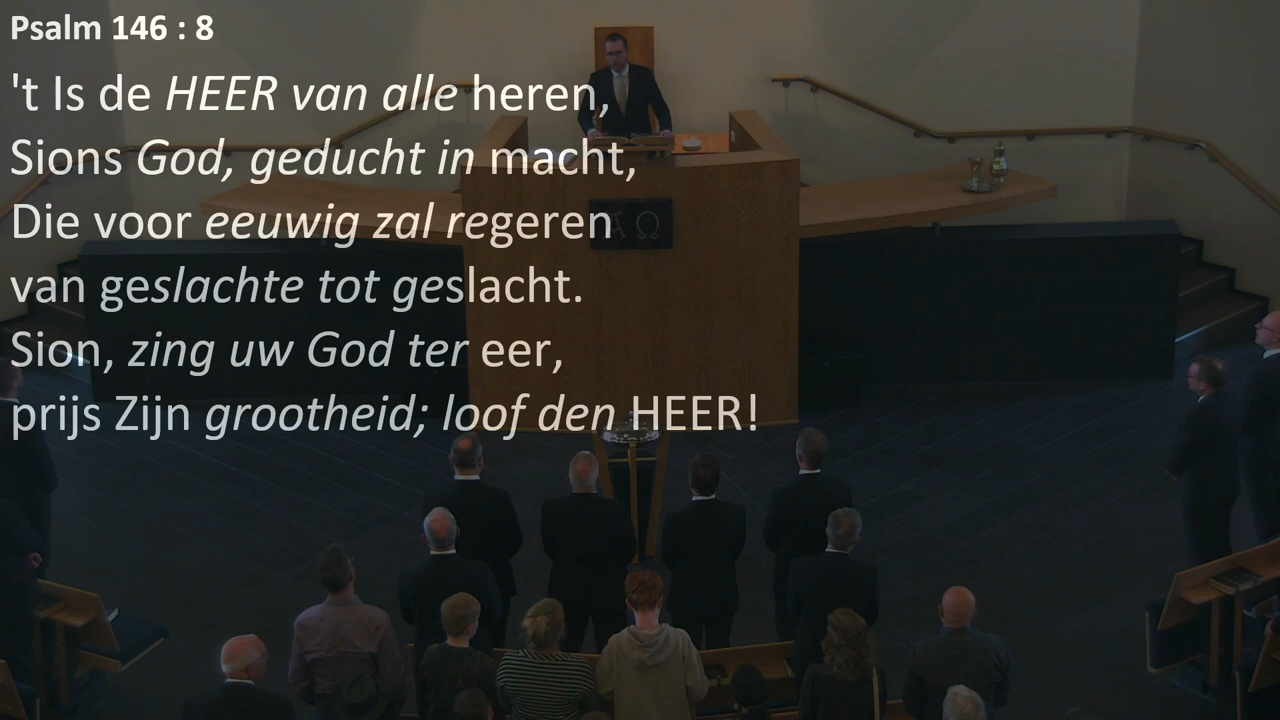 Psalm 146 : 8
't Is de HEER van alle heren,
Sions God, geducht in macht,
Die voor eeuwig zal regeren
van geslachte tot geslacht.
Sion, zing uw God ter eer,
prijs Zijn grootheid; loof den HEER!
Α Ω